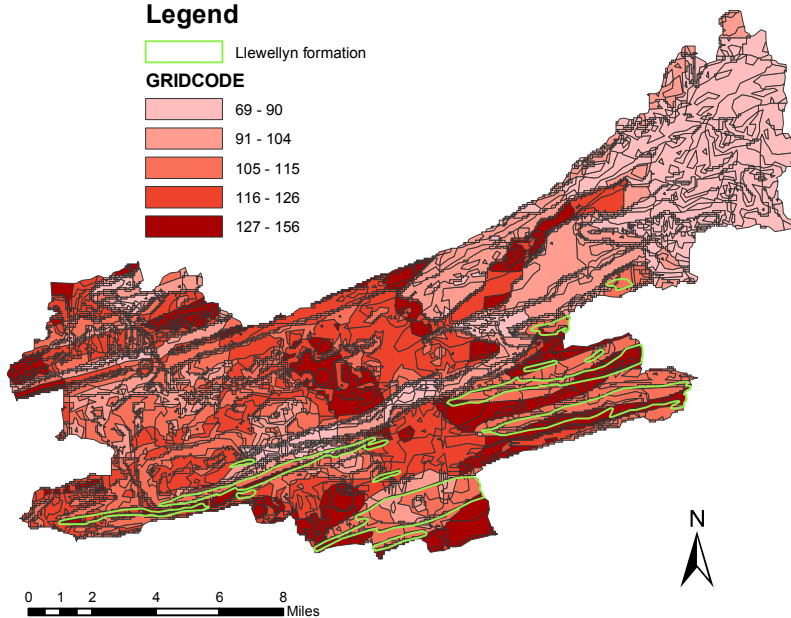 Legend
Llewellyn formation
GRIDCODE
69 - 90
91 - 104
105 - 115
116 - 126
127 - 156
N
0 1 2 4 6 8
Miles